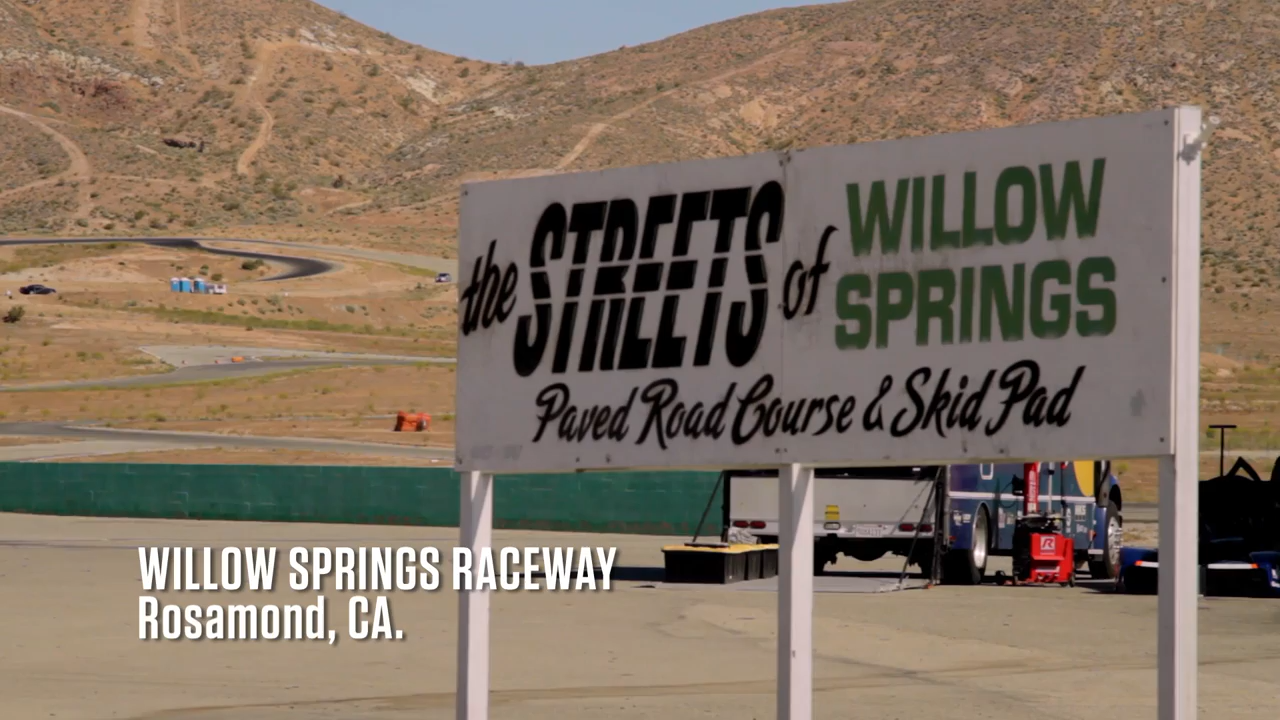 the STREETS of WILLOW
SPRINGS
Paved Road Course & Skid Pad
WILLOW SPRINGS RACEWAY
Rosamond, CA.